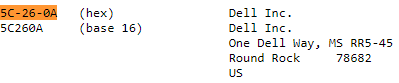 5C-26-0A (hex) Dell Inc.
5C260A (base 16) Dell Inc.
One Dell Way, MS RR5-45
Round Rock 78682
US